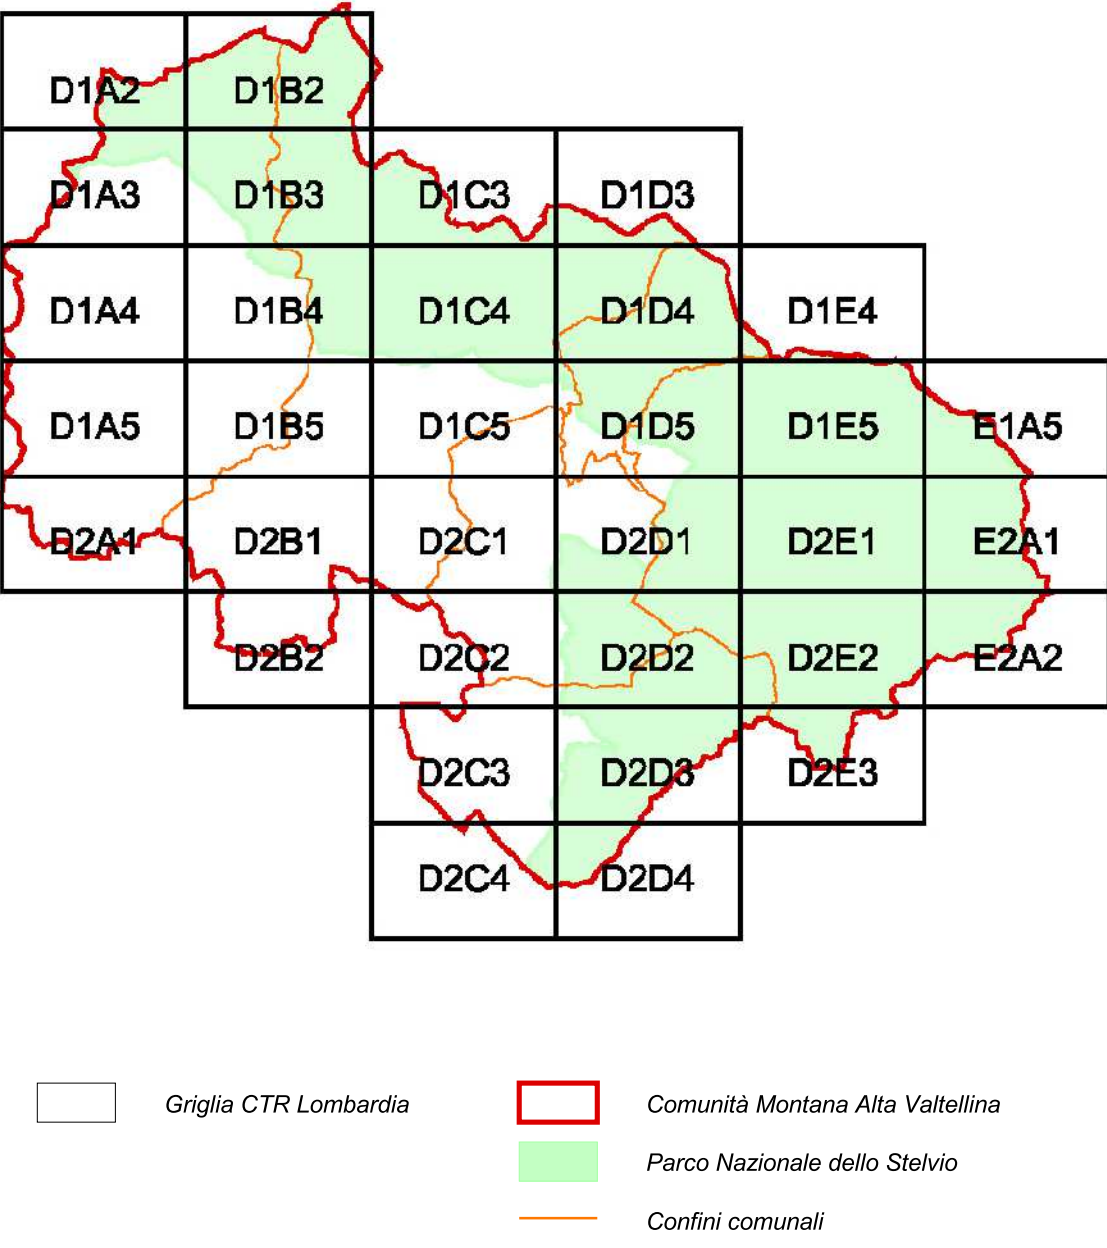 D1A2 D1B2
D1A3 D1B3 D1C3 D1D3
D1A4 D1B4 D1C4 D1D4 D1E4
D1A5 D1B5 D1C5 D1D5 D1E5 E1A5
D2A1 D2B1 D2C1 D2D1 D2E1 E2A1
D2B2 D2C2 D2D2 D2E2 E2A2
D2C3 D2D3 D2E3
D2C4 D2D4
Griglia CTR Lombardia
Comunità Montana Alta Valtellina
Parco Nazionale dello Stelvio
Confini comunali